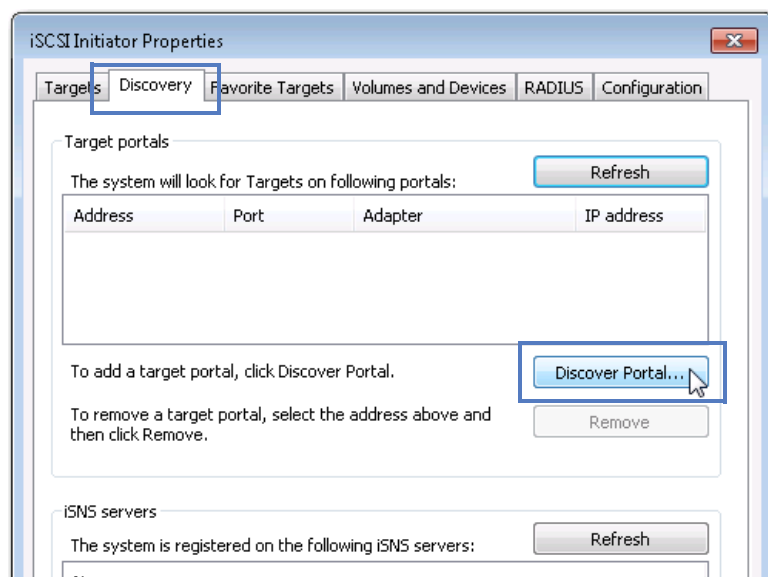 iSCSI Initiator Properties
Targets Discovery Favorite Targets Volumes and Devices RADIUS Configuration
Target portals
The system will look for Targets on following portals: Refresh
Address Port Adapter IP address
To add a target portal, click Discover Portal. Discover Portal...
To remove a target portal, select the address above and
then click Remove.
Remove
iSNS servers
The system is registered on the following iSNS servers: Refresh